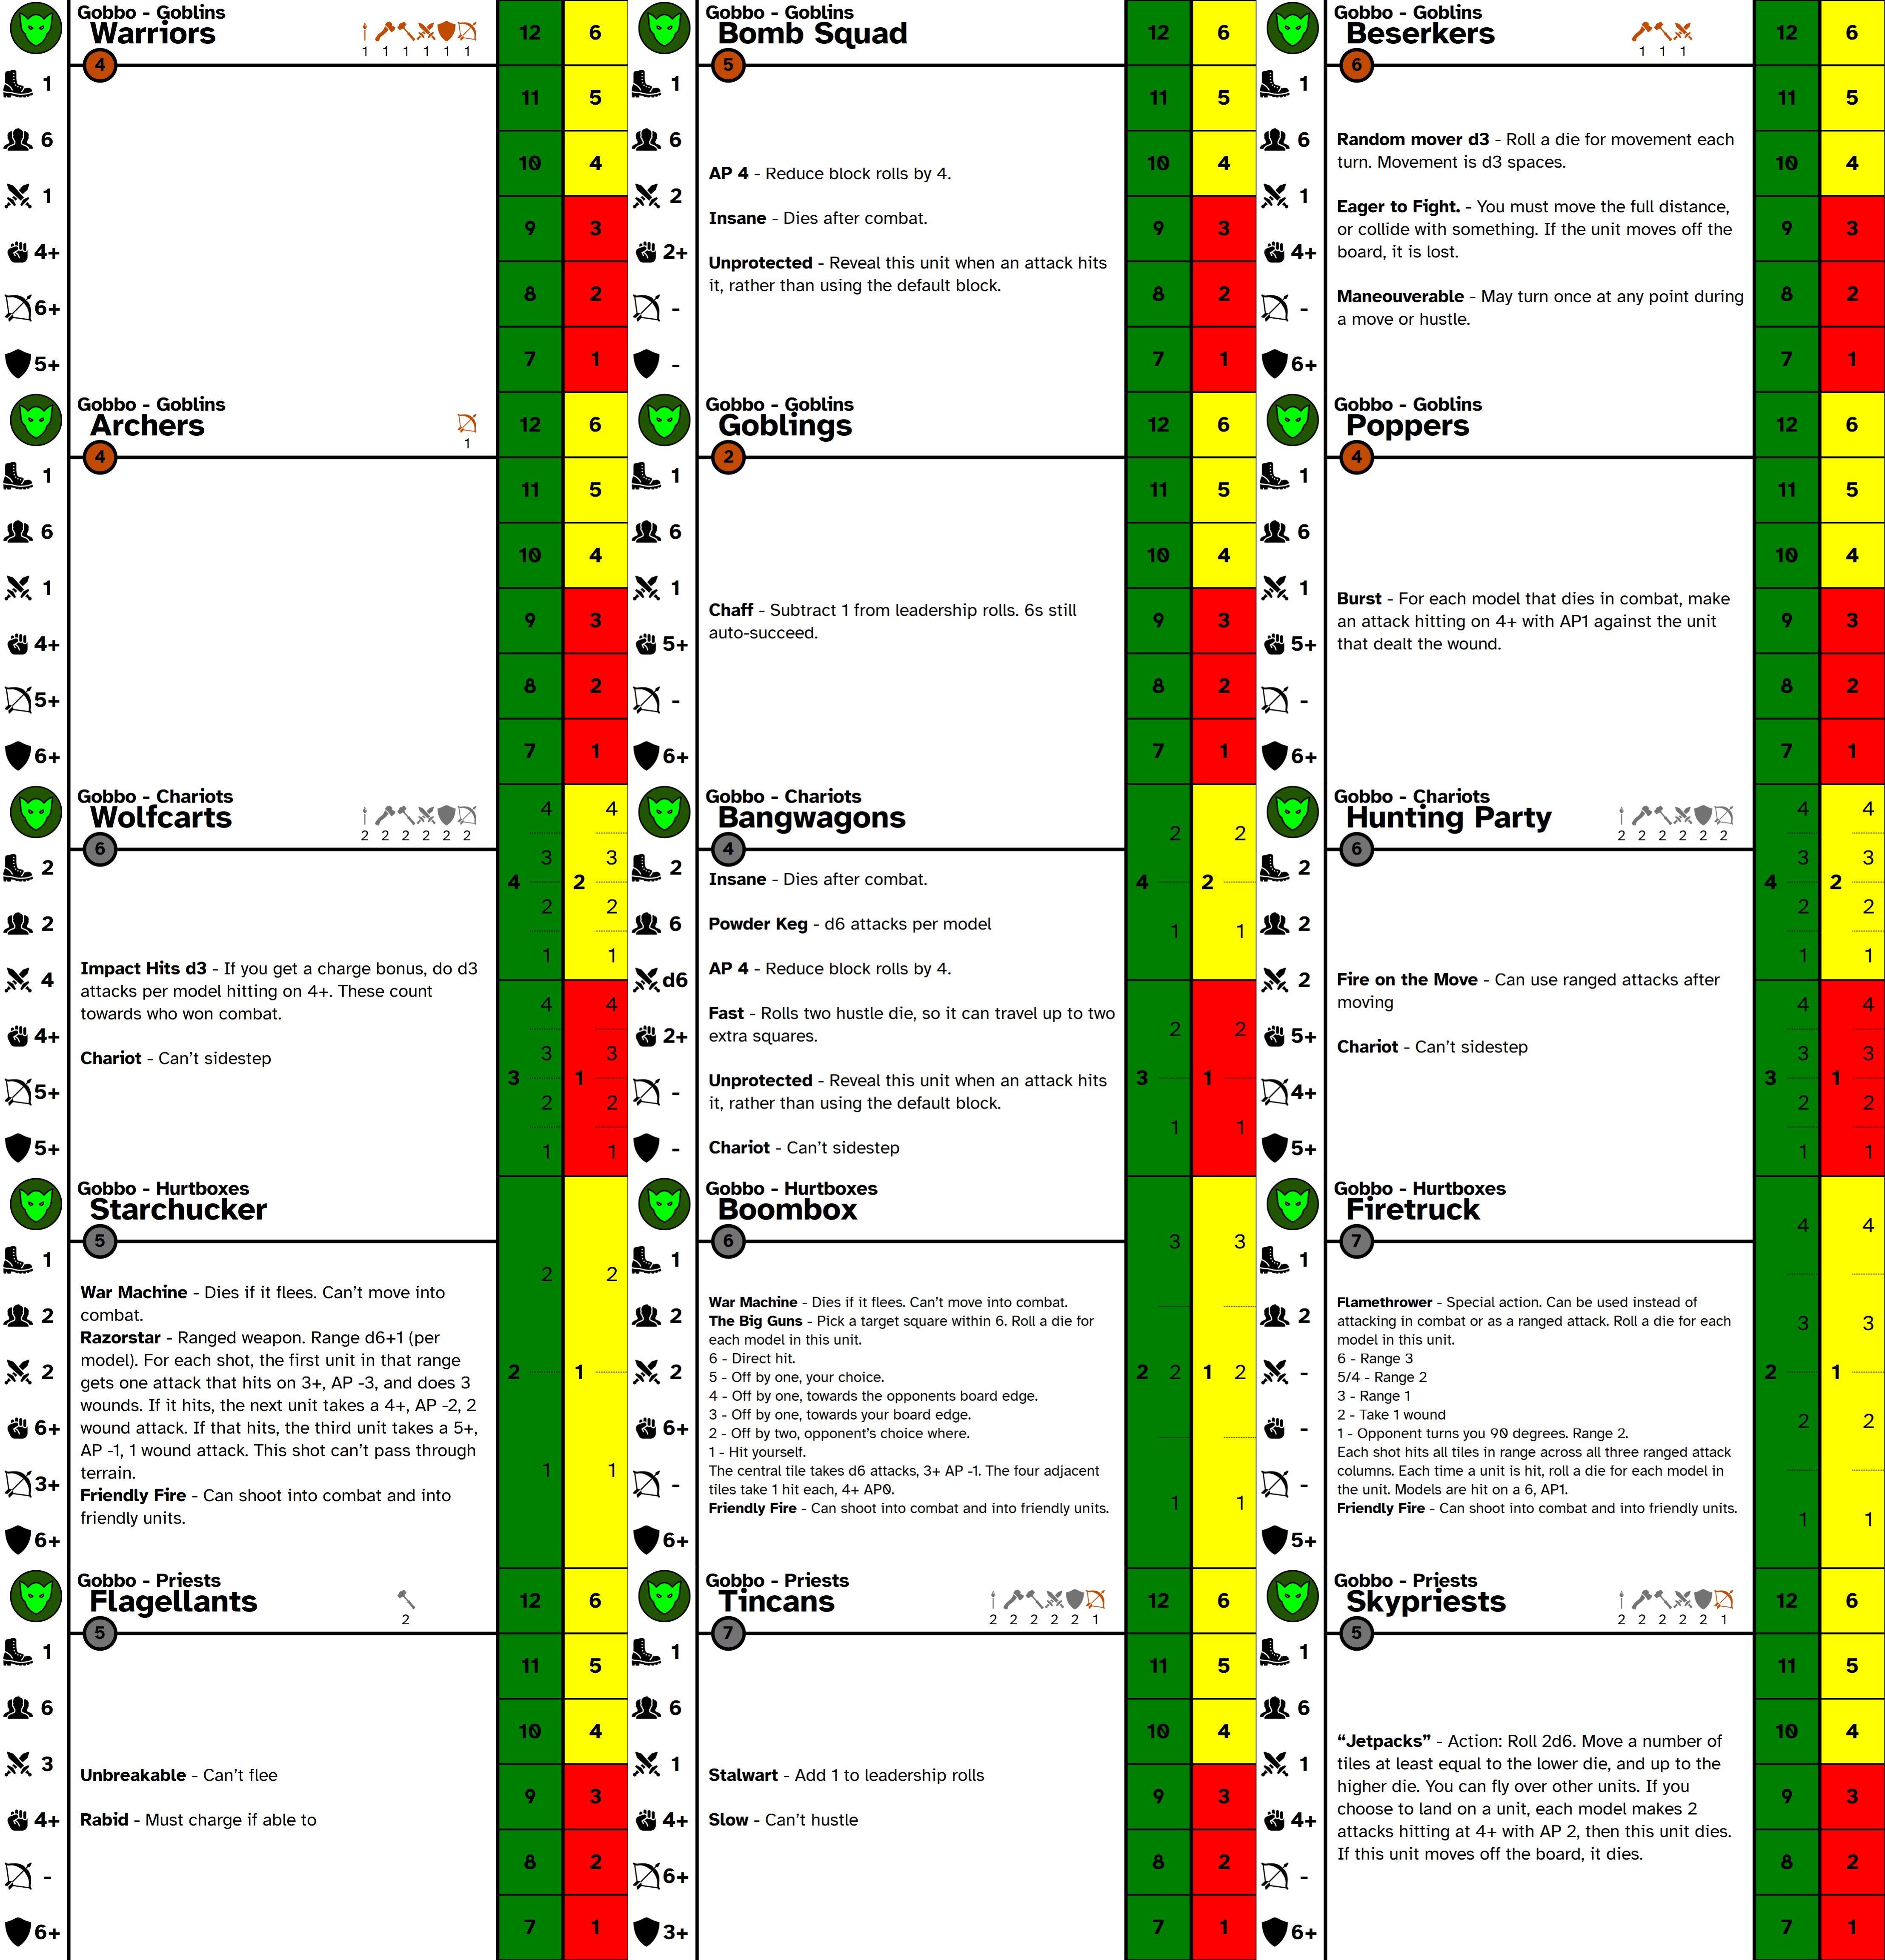 Gobbo - Goblins
Warriors
1 1 1 1 1 1
4
1
6
1
4+
6+
5+
12 6
11 5
10 4
9 3
8 2
7 1
Gobbo - Goblins
Bomb Squad
5
1
6
2
2+
-
-
AP 4 - Reduce block rolls by 4.
Insane - Dies after combat.
Unprotected - Reveal this unit when an attack hits
it, rather than using the default block.
12 6
11 5
10 4
9 3
8 2
7 1
Gobbo - Goblins
Beserkers
1 1 1
6
1
6
1
4+
-
6+
Random mover d3 - Roll a die for movement each
turn. Movement is d3 spaces.
Eager to Fight. - You must move the full distance,
or collide with something. If the unit moves off the
board, it is lost.
Maneouverable - May turn once at any point during
a move or hustle.
12 6
11 5
10 4
9 3
8 2
7 1
Gobbo - Goblins
Archers
1
4
1
6
1
4+
5+
6+
12 6
11 5
10 4
9 3
8 2
7 1
Gobbo - Goblins
Goblings
2
1
6
1
5+
-
6+
Chaff - Subtract 1 from leadership rolls. 6s still
auto-succeed.
12 6
11 5
10 4
9 3
8 2
7 1
Gobbo - Goblins
Poppers
4
1
6
1
5+
-
6+
Burst - For each model that dies in combat, make
an attack hitting on 4+ with AP1 against the unit
that dealt the wound.
12 6
11 5
10 4
9 3
8 2
7 1
Gobbo - Chariots
Wolfcarts
2 2 2 2 2 2
6
2
2
4
4+
5+
5+
Impact Hits d3 - If you get a charge bonus, do d3
attacks per model hitting on 4+. These count
towards who won combat.
Chariot - Can't sidestep
4 4
3 3
4 2
2 2
1 1
4 4
3 3
3 1
2 2
1 1
Gobbo - Chariots
Bangwagons
4
2
6
d6
2+
-
-
Insane - Dies after combat.
Powder Keg - d6 attacks per model
AP 4 - Reduce block rolls by 4.
Fast - Rolls two hustle die, so it can travel up to two
extra squares.
Unprotected - Reveal this unit when an attack hits
it, rather than using the default block.
Chariot - Can't sidestep
2 2
4 2
1 1
2 2
3 1
1 1
Gobbo - Chariots
Hunting Party
2 2 2 2 2 2
6
2
2
2
5+
4+
5+
Fire on the Move - Can use ranged attacks after
moving
Chariot - Can't sidestep
4 4
3 3
4 2
2 2
1 1
4 4
3 3
3 1
2 2
1 1
Gobbo - Hurtboxes
Starchucker
5
1
2
2
6+
3+
6+
War Machine - Dies if it flees. Can't move into
combat.
Razorstar - Ranged weapon. Range d6+1 (per
model). For each shot, the first unit in that range
gets one attack that hits on 3+, AP -3, and does 3
wounds. If it hits, the next unit takes a 4+, AP -2, 2
wound attack. If that hits, the third unit takes a 5+,
AP -1, 1 wound attack. This shot can't pass through
terrain.
Friendly Fire - Can shoot into combat and into
friendly units.
2 2
2 1
1 1
Gobbo - Hurtboxes
Boombox
6
1
2
2
6+
-
6+
War Machine - Dies if it flees. Can't move into combat.
The Big Guns - Pick a target square within 6. Roll a die for
each model in this unit.
6 - Direct hit.
5 - Off by one, your choice.
4 - Off by one, towards the opponents board edge.
3 - Off by one, towards your board edge.
2 - Off by two, opponent's choice where.
1 - Hit yourself.
The central tile takes d6 attacks, 3+ AP -1. The four adjacent
tiles take 1 hit each, 4+ AP0.
Friendly Fire - Can shoot into combat and into friendly units.
3 3
2 2 1 2
1 1
Gobbo - Hurtboxes
Firetruck
7
1
2
-
-
-
5+
Flamethrower - Special action. Can be used instead of
attacking in combat or as a ranged attack. Roll a die for each
model in this unit.
6 - Range 3
5/4 - Range 2
3 - Range 1
2 - Take 1 wound
1 - Opponent turns you 90 degrees. Range 2.
Each shot hits all tiles in range across all three ranged attack
columns. Each time a unit is hit, roll a die for each model in
the unit. Models are hit on a 6, AP1.
Friendly Fire - Can shoot into combat and into friendly units.
4 4
3 3
2 1
2 2
1 1
Gobbo - Priests
Flagellants
2
5
1
6
3
4+
-
6+
Unbreakable - Can't flee
Rabid - Must charge if able to
12 6
11 5
10 4
9 3
8 2
7 1
Gobbo - Priests
Tincans
2 2 2 2 2 1
7
1
6
1
4+
6+
3+
Stalwart - Add 1 to leadership rolls
Slow - Can't hustle
12 6
11 5
10 4
9 3
8 2
7 1
Gobbo - Priests
Skypriests
2 2 2 2 2 1
5
1
6
1
4+
-
6+
“Jetpacks” - Action: Roll 2d6. Move a number of
tiles at least equal to the lower die, and up to the
higher die. You can fly over other units. If you
choose to land on a unit, each model makes 2
attacks hitting at 4+ with AP 2, then this unit dies.
If this unit moves off the board, it dies.
12 6
11 5
10 4
9 3
8 2
7 1